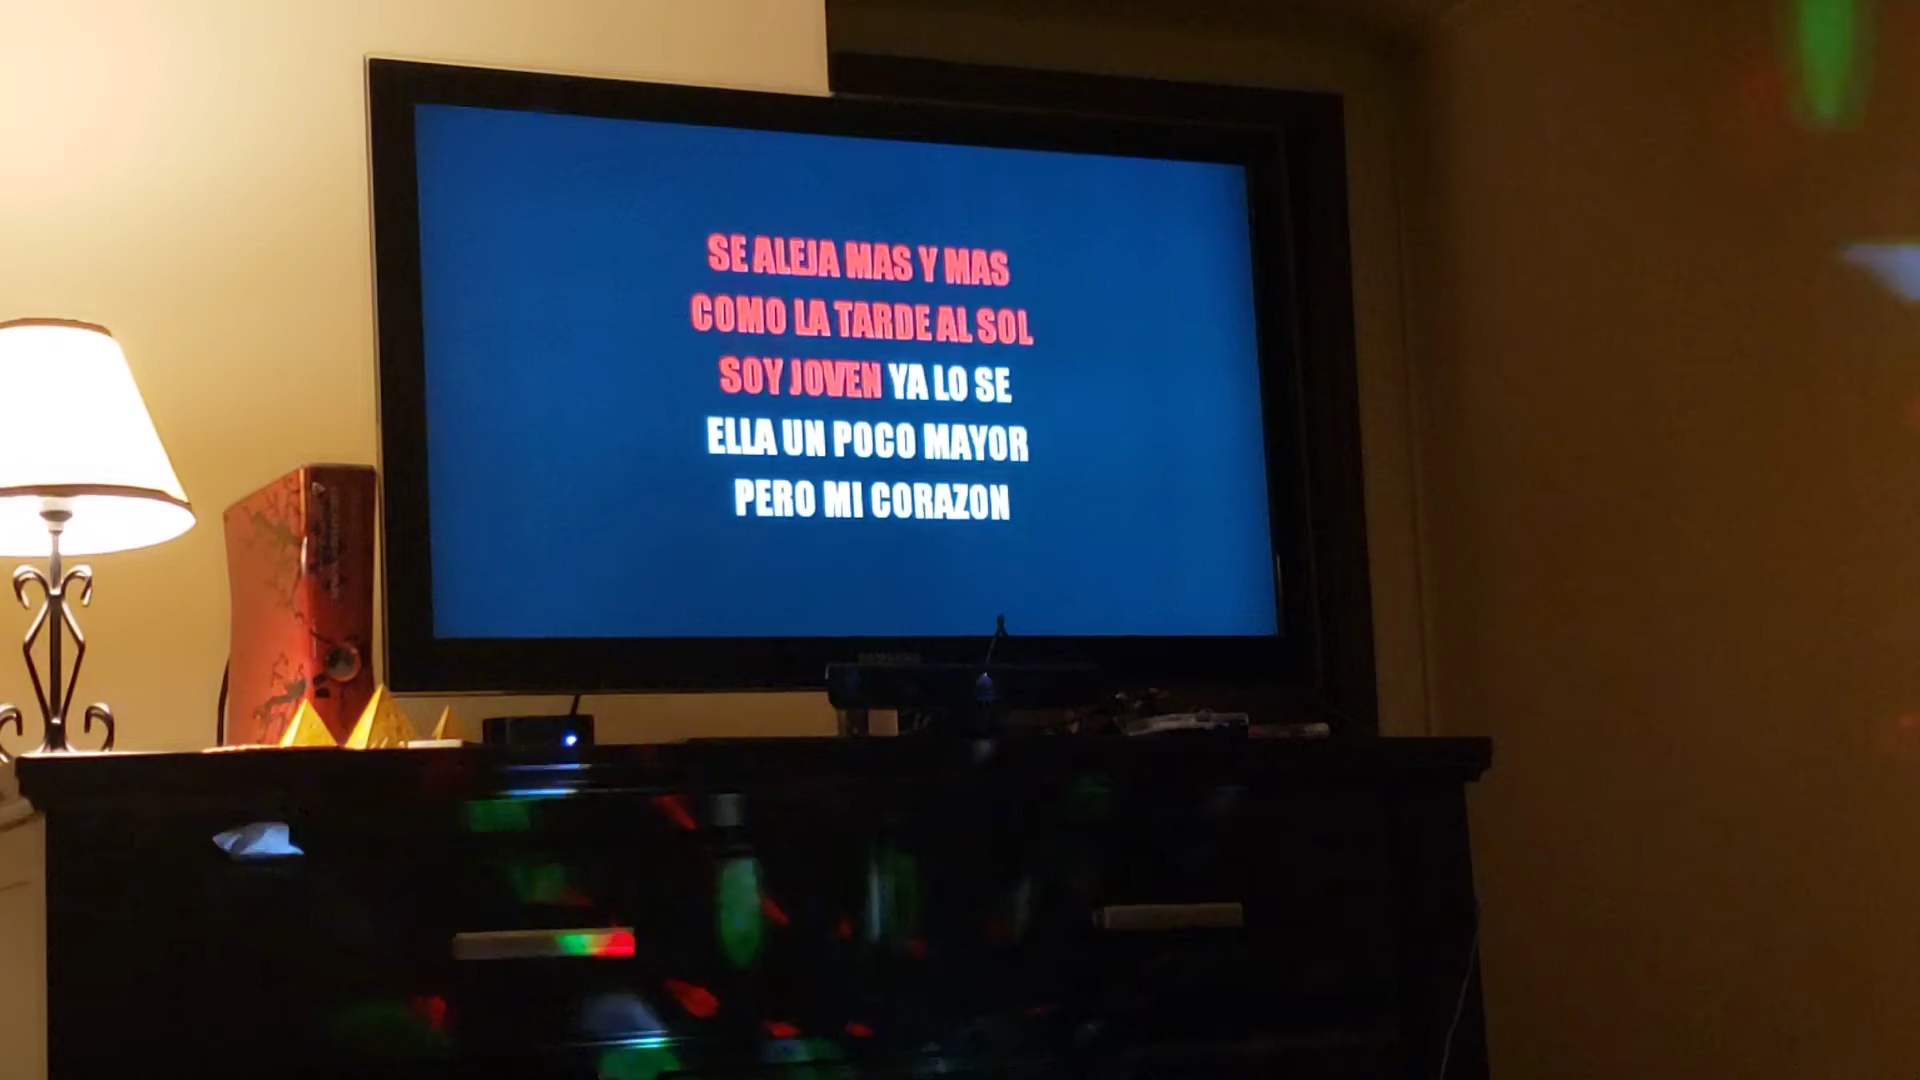 SE ALEJA MAS Y MAS
COMO LA TARDE AL SOL
SOY JOVEN YA LO SE
ELLA UN POCO MAYOR
PERO MI CORAZON
SAMSUNG